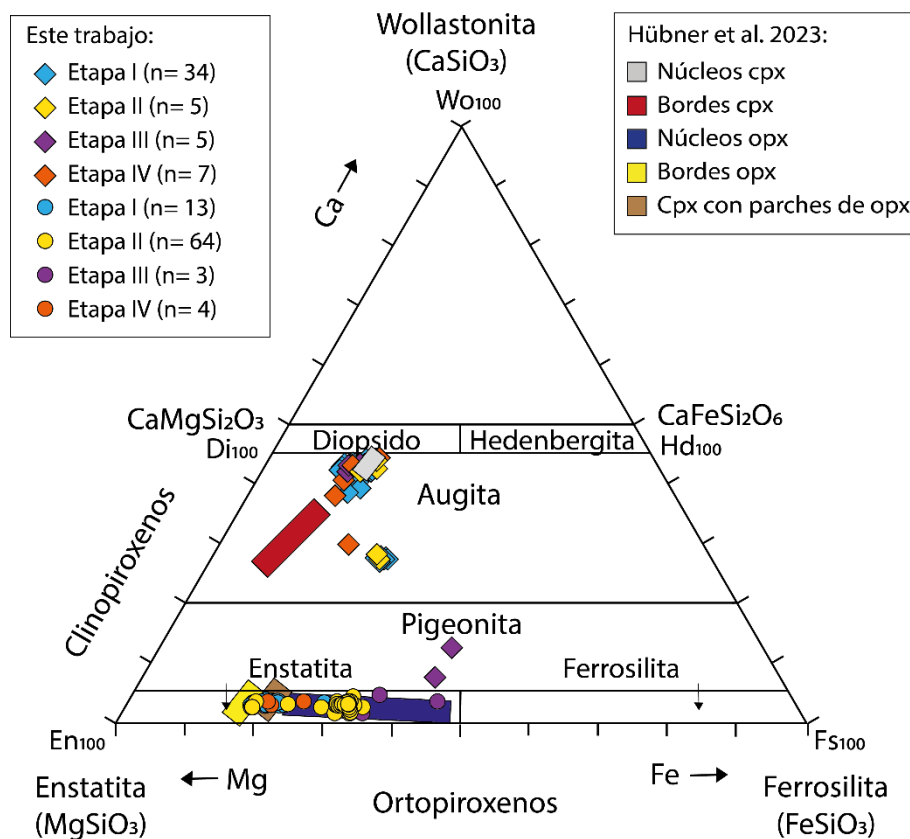 Este trabajo:
Etapa I (n= 34)
Etapa II (n= 5)
Etapa III (n= 5)
Etapa IV (n= 7)
Etapa I (n= 13)
Etapa II (n= 64)
Etapa III (n= 3)
Etapa IV (n= 4)
Wollastonita
(CaSiO₃)
Wo₁₀₀
Hübner et al. 2023:
Núcleos cpx
Bordes cpx
Núcleos opx
Bordes opx
Cpx con parches de opx
Ca
CaMgSi₂O₃
Di₁₀₀
Diopsido
Hedenbergita
CaFeSi₂O₆
Hd₁₀₀
Augita
Clinopiroxenos
Pigeonita
Enstatita
Ferrosilita
En₁₀₀
Fs₁₀₀
Mg
Fe
Enstatita
(MgSiO₃)
Ortopiroxenos
Ferrosilita
(FeSiO₃)